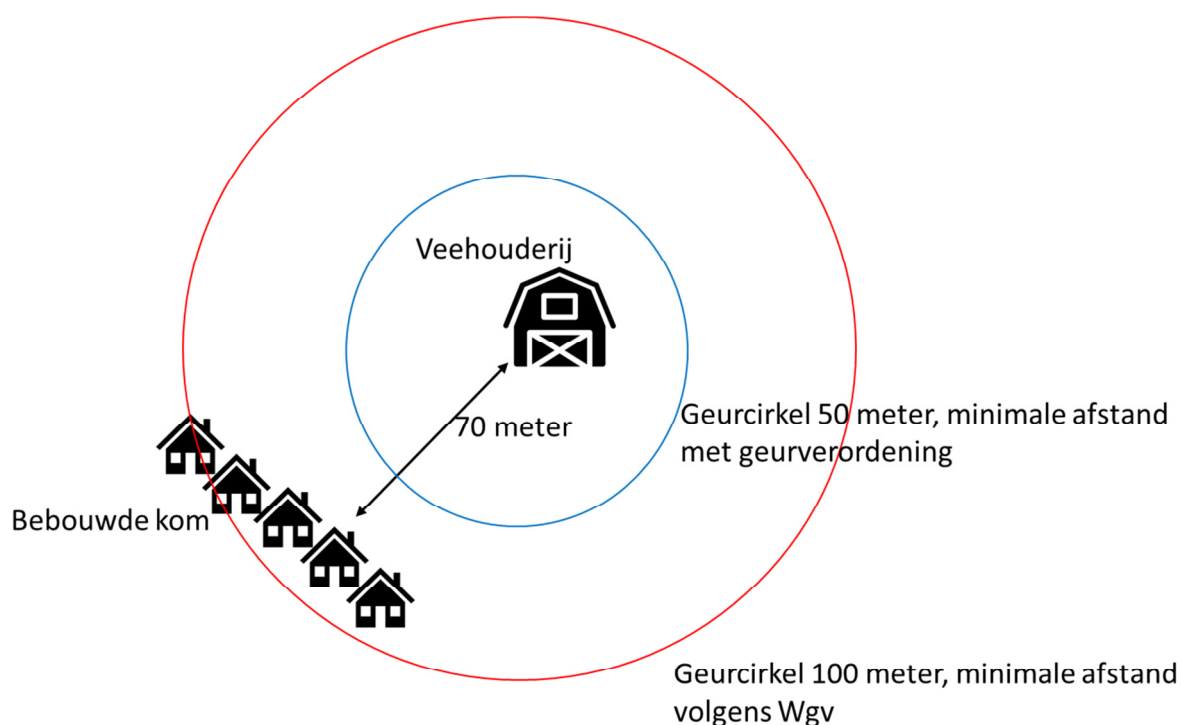 Veehouderij
70 meter
Geurcirkel 50 meter, minimale afstand
met geurverordening
Bebouwde kom
Geurcirkel 100 meter, minimale afstand
volgens Wgv